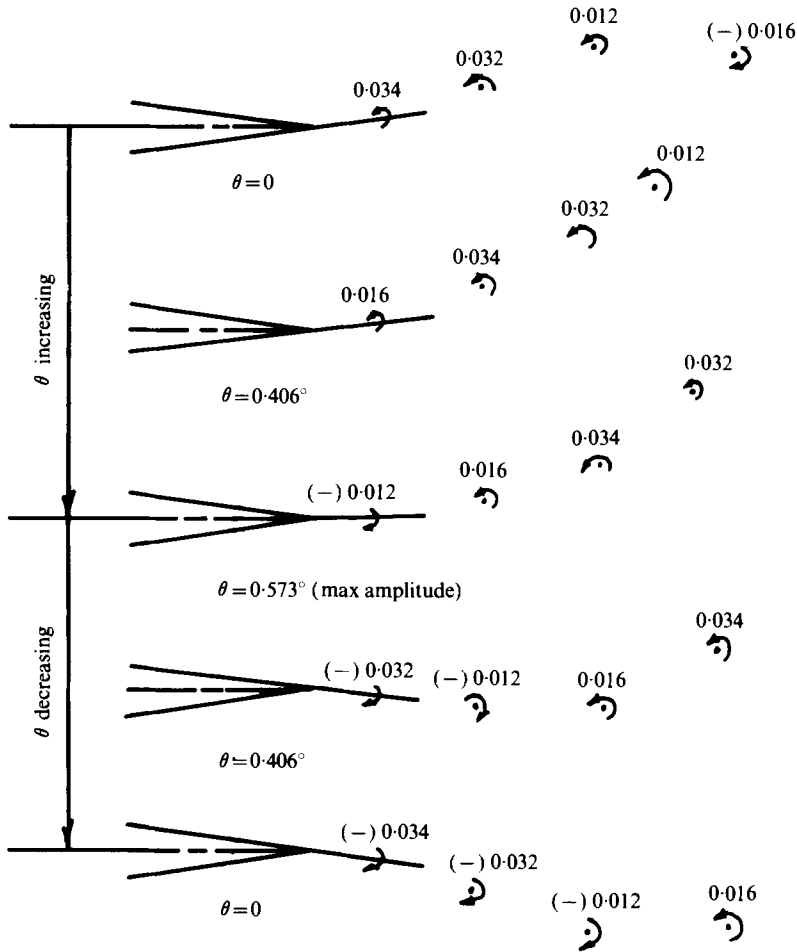 0·012
(−) 0·016
0·032
0·034
θ = 0
0·012
0·032
0·034
0·016
θ increasing
θ = 0·406°
0·032
0·034
0·016
(−) 0·012
θ = 0·573° (max amplitude)
0·034
(−) 0·032
(−) 0·012
0·016
θ decreasing
θ = 0·406°
(−) 0·034
(−) 0·032
(−) 0·012
0·016
θ = 0